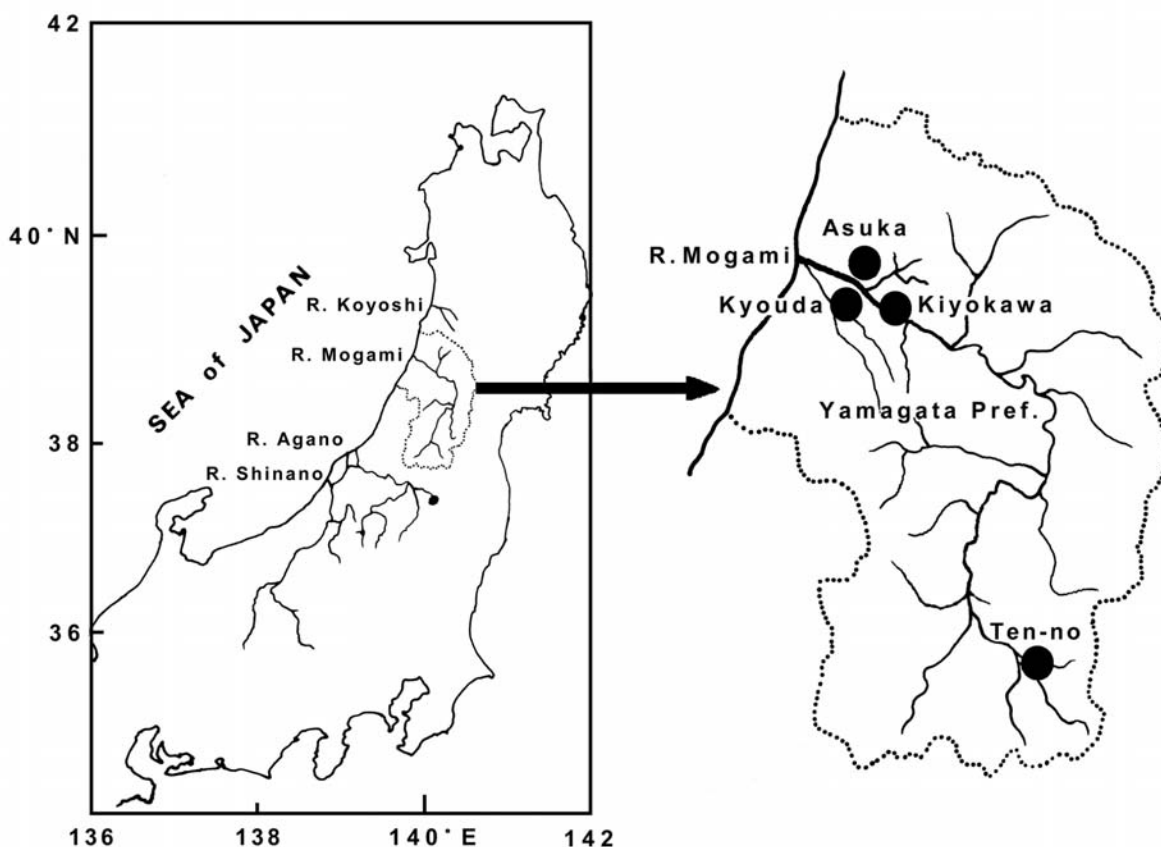 42
40° N
38
36
136
138
140° E
142
SEA of JAPAN
R. Koyoshi
R. Mogami
R. Agano
R. Shinano
Asuka
R. Mogami
Kyouda
Kiyokawa
Yamagata Pref.
Ten-no